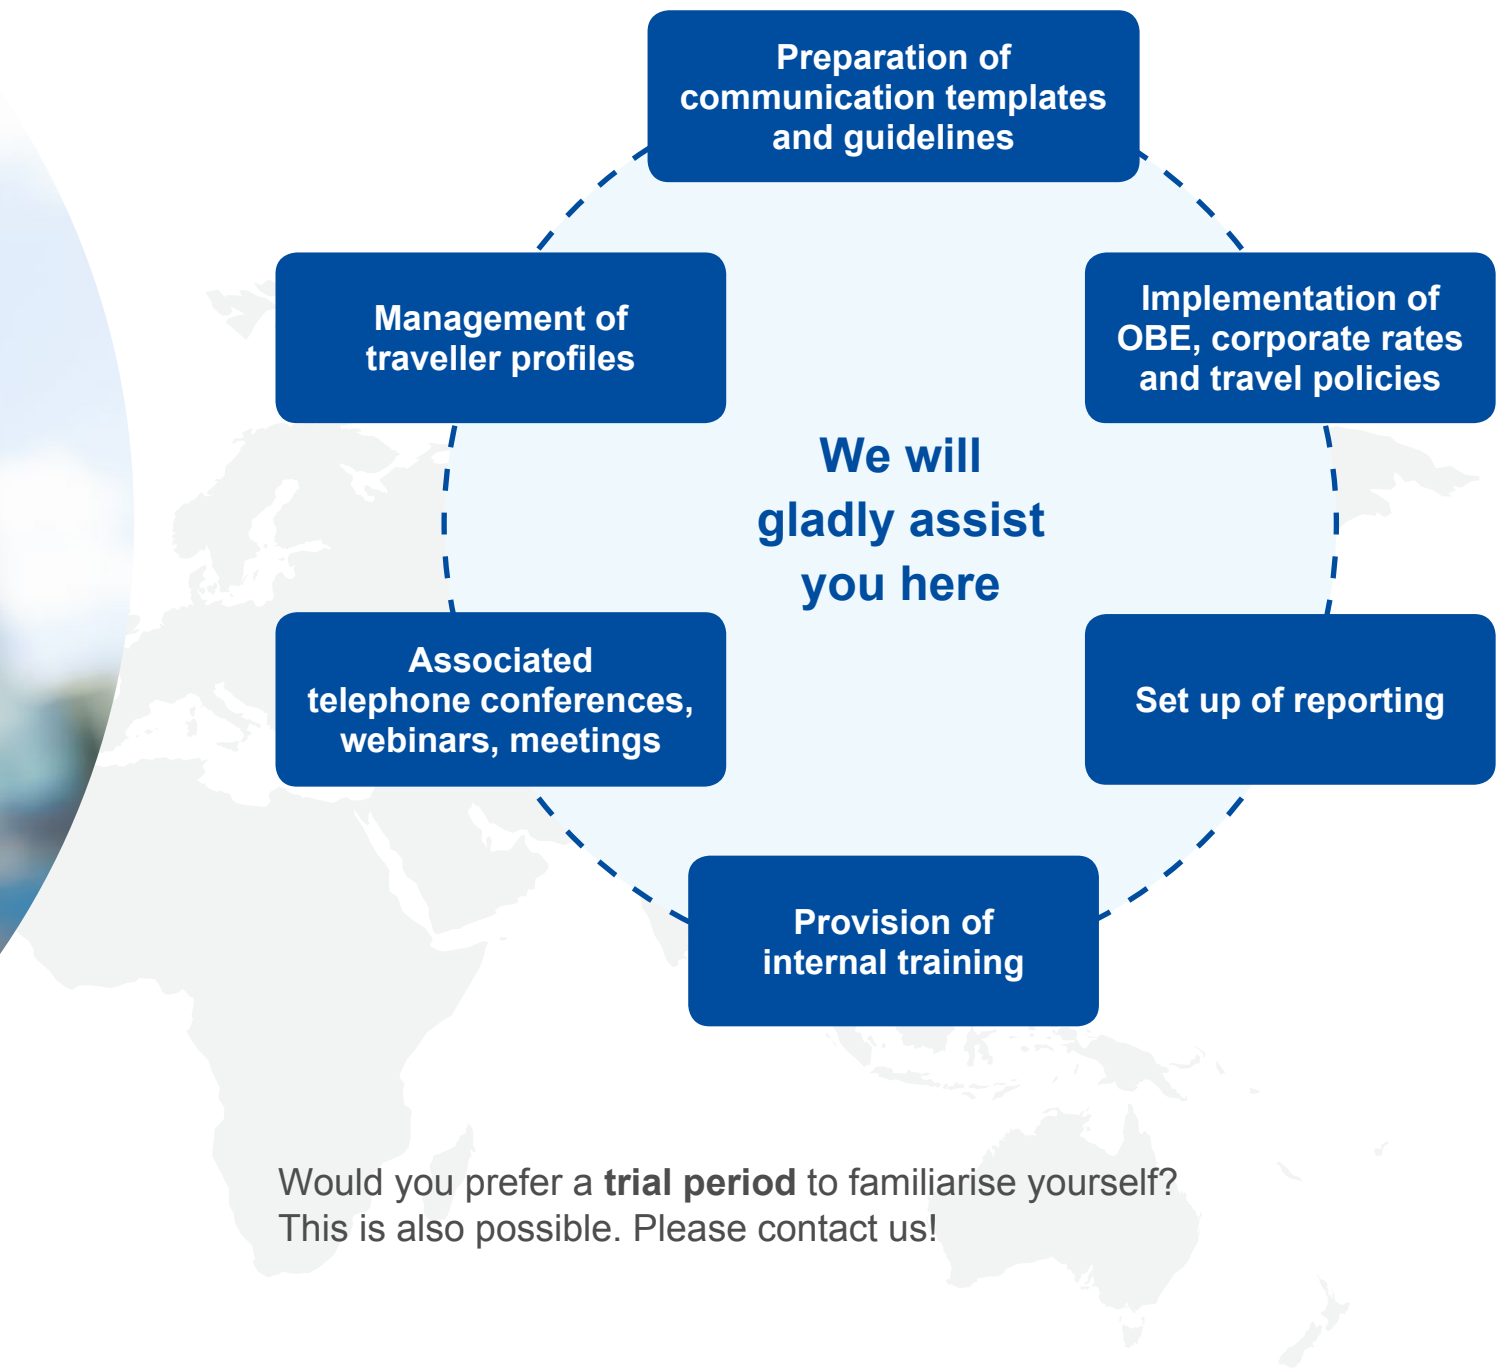 Preparation of
communication templates
and guidelines
Management of
traveller profiles
Implementation of
OBE, corporate rates
and travel policies
We will
gladly assist
you here
Associated
telephone conferences,
webinars, meetings
Set up of reporting
Provision of
internal training
Would you prefer a trial period to familiarise yourself?
This is also possible. Please contact us!